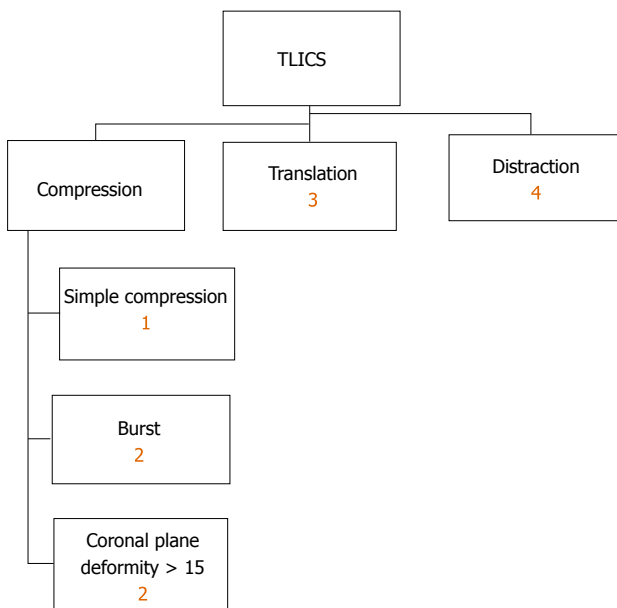 TLICS
Compression
Translation
3
Distraction
4
Simple compression
1
Burst
2
Coronal plane
deformity > 15
2